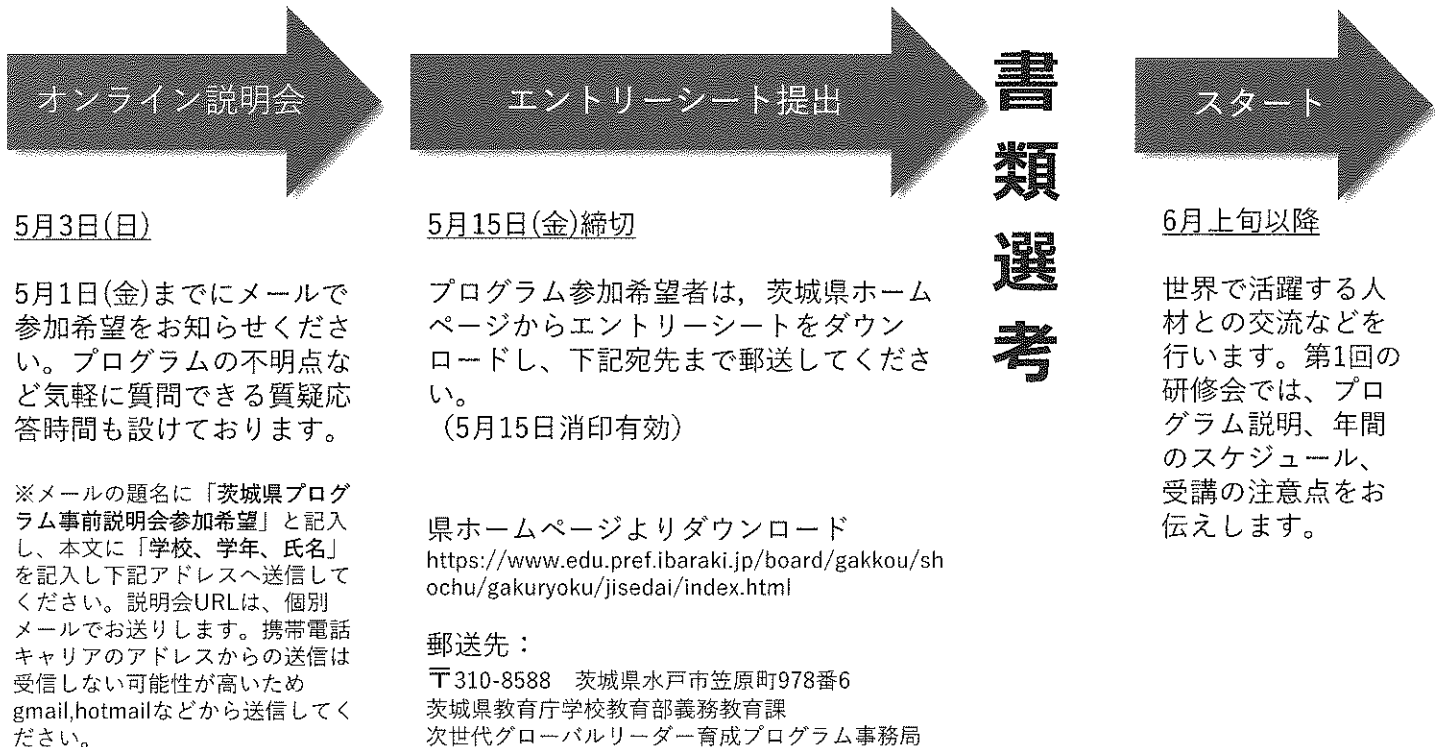 オンライン説明会
5月3日(日)
5月1日(金)までにメールで
参加希望をお知らせくださ
い。プログラムの不明点な
ど気軽に質問できる質疑応
答時間も設けております。
※メールの題名に「茨城県プログ
ラム事前説明会参加希望」と記入
し、本文に「学校、学年、氏名」
を記入し下記アドレスへ送信して
ください。説明会URLは、個別
メールでお送りします。携帯電話
キャリアのアドレスからの送信は
受信しない可能性が高いため
gmail,hotmailなどから送信してく
ださい。
エントリーシート提出
5月15日(金)締切
プログラム参加希望者は，茨城県ホーム
ページからエントリーシートをダウン
ロードし、下記宛先まで郵送してくださ
い。
（5月15日消印有効）
県ホームページよりダウンロード
https://www.edu.pref.ibaraki.jp/board/gakkou/sh
ochu/gakuryoku/jisedai/index.html
郵送先：
〒310-8588　茨城県水戸市笠原町978番6
茨城県教育庁学校教育部義務教育課
次世代グローバルリーダー育成プログラム事務局
書類選考
スタート
6月上旬以降
世界で活躍する人
材との交流などを
行います。第1回の
研修会では、プロ
グラム説明、年間
のスケジュール、
受講の注意点をお
伝えします。